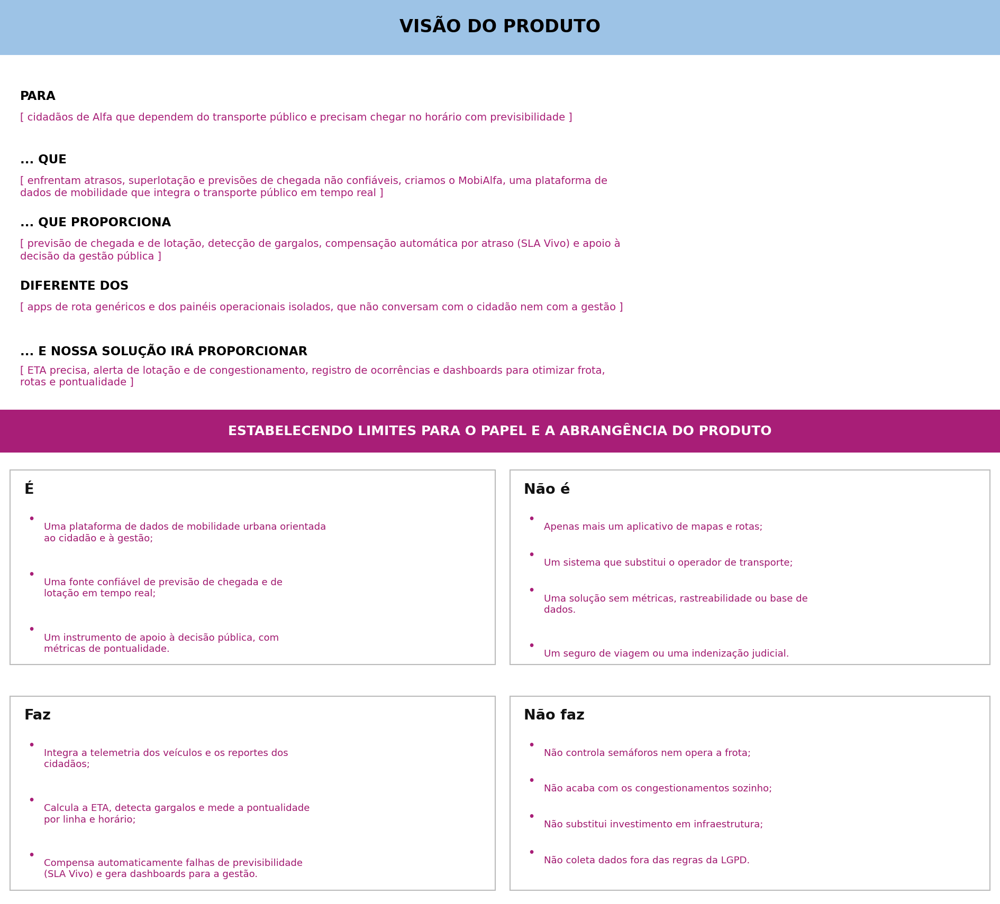 VISÃO DO PRODUTO
PARA
[ cidadãos de Alfa que dependem do transporte público e precisam chegar no horário com previsibilidade ]
... QUE
[ enfrentam atrasos, superlotação e previsões de chegada não confiáveis, criamos o MobiAlfa, uma plataforma de
dados de mobilidade que integra o transporte público em tempo real ]
... QUE PROPORCIONA
[ previsão de chegada e de lotação, detecção de gargalos, compensação automática por atraso (SLA Vivo) e apoio à
decisão da gestão pública ]
DIFERENTE DOS
[ apps de rota genéricos e dos painéis operacionais isolados, que não conversam com o cidadão nem com a gestão ]
... E NOSSA SOLUÇÃO IRÁ PROPORCIONAR
[ ETA precisa, alerta de lotação e de congestionamento, registro de ocorrências e dashboards para otimizar frota,
rotas e pontualidade ]
ESTABELECENDO LIMITES PARA O PAPEL E A ABRANGÊNCIA DO PRODUTO
É
• Uma plataforma de dados de mobilidade urbana orientada
ao cidadão e à gestão;
• Uma fonte confiável de previsão de chegada e de
lotação em tempo real;
• Um instrumento de apoio à decisão pública, com
métricas de pontualidade.
Não é
• Apenas mais um aplicativo de mapas e rotas;
• Um sistema que substitui o operador de transporte;
• Uma solução sem métricas, rastreabilidade ou base de
dados.
• Um seguro de viagem ou uma indenização judicial.
Faz
• Integra a telemetria dos veículos e os reportes dos
cidadãos;
• Calcula a ETA, detecta gargalos e mede a pontualidade
por linha e horário;
• Compensa automaticamente falhas de previsibilidade
(SLA Vivo) e gera dashboards para a gestão.
Não faz
• Não controla semáforos nem opera a frota;
• Não acaba com os congestionamentos sozinho;
• Não substitui investimento em infraestrutura;
• Não coleta dados fora das regras da LGPD.